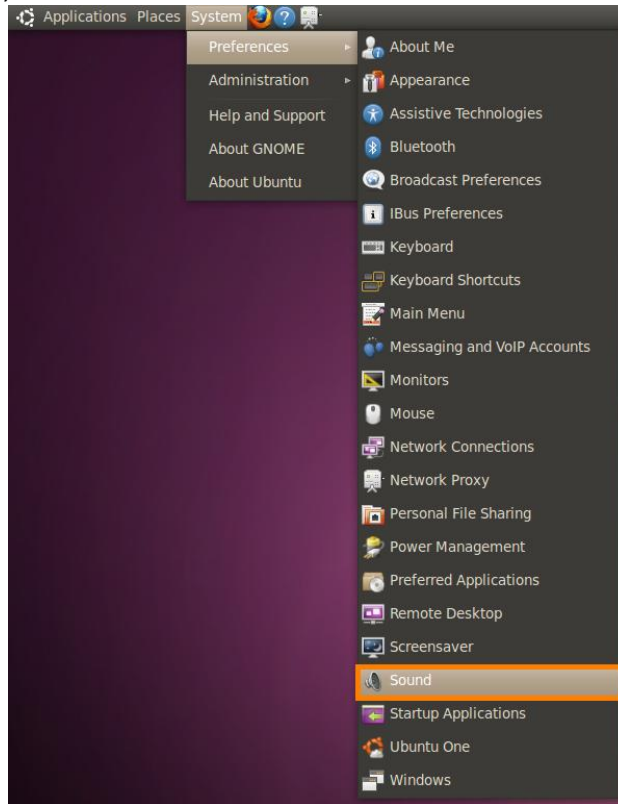 Applications Places System
Preferences
Administration
Help and Support
About GNOME
About Ubuntu
About Me
Appearance
Assistive Technologies
Bluetooth
Broadcast Preferences
IBus Preferences
Keyboard
Keyboard Shortcuts
Main Menu
Messaging and VoIP Accounts
Monitors
Mouse
Network Connections
Network Proxy
Personal File Sharing
Power Management
Preferred Applications
Remote Desktop
Screensaver
Sound
Startup Applications
Ubuntu One
Windows